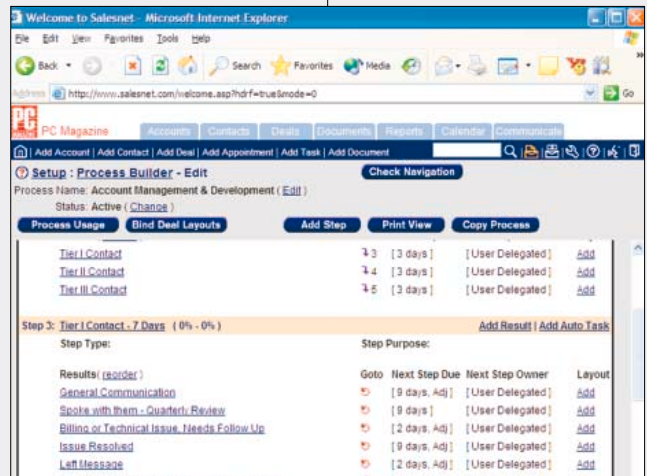 Welcome to Salesnet - Microsoft Internet Explorer
File Edit View Favorites Tools Help
Back Search Favorites Media
Address http://www.salesnet.com/welcome.asp?hdrf=true&mode=0 Go
PC Magazine Accounts Contacts Deals Documents Reports Calendar Communicate
Add Account | Add Contact | Add Deal | Add Appointment | Add Task | Add Document
Setup : Process Builder - Edit Check Navigation
Process Name: Account Management & Development ( Edit )
Status: Active ( Change )
Process Usage Bind Deal Layouts Add Step Print View Copy Process
Tier I Contact 3 [ 3 days ] [ User Delegated ] Add
Tier II Contact 4 [ 3 days ] [ User Delegated ] Add
Tier III Contact 5 [ 3 days ] [ User Delegated ] Add
Step 3: Tier I Contact - 7 Days ( 0% - 0% ) Add Result | Add Auto Task
Step Type: Step Purpose:
Results( reorder ) Goto Next Step Due Next Step Owner Layout
General Communication [ 9 days, Adj ] [ User Delegated ] Add
Spoke with them - Quarterly Review [ 9 days ] [ User Delegated ] Add
Billing or Technical Issue, Needs Follow Up [ 2 days, Adj ] [ User Delegated ] Add
Issue Resolved [ 9 days, Adj ] [ User Delegated ] Add
Left Message [ 2 days, Adj ] [ User Delegated ] Add